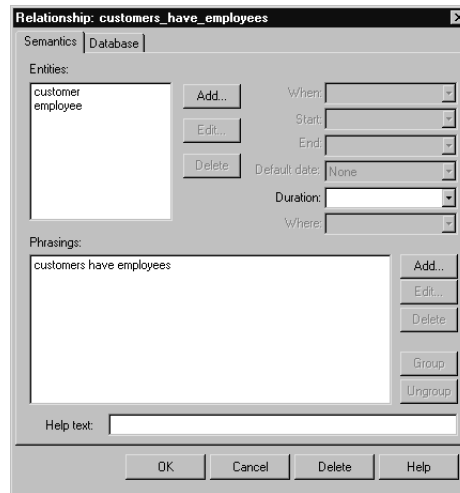 Relationship: customers_have_employees
Semantics Database
Entities:
customer
employee
Add...
Edit...
Delete
When:
Start:
End:
Default date: None
Duration:
Where:
Phrasings:
customers have employees
Add...
Edit...
Delete
Group
Ungroup
Help text:
OK Cancel Delete Help